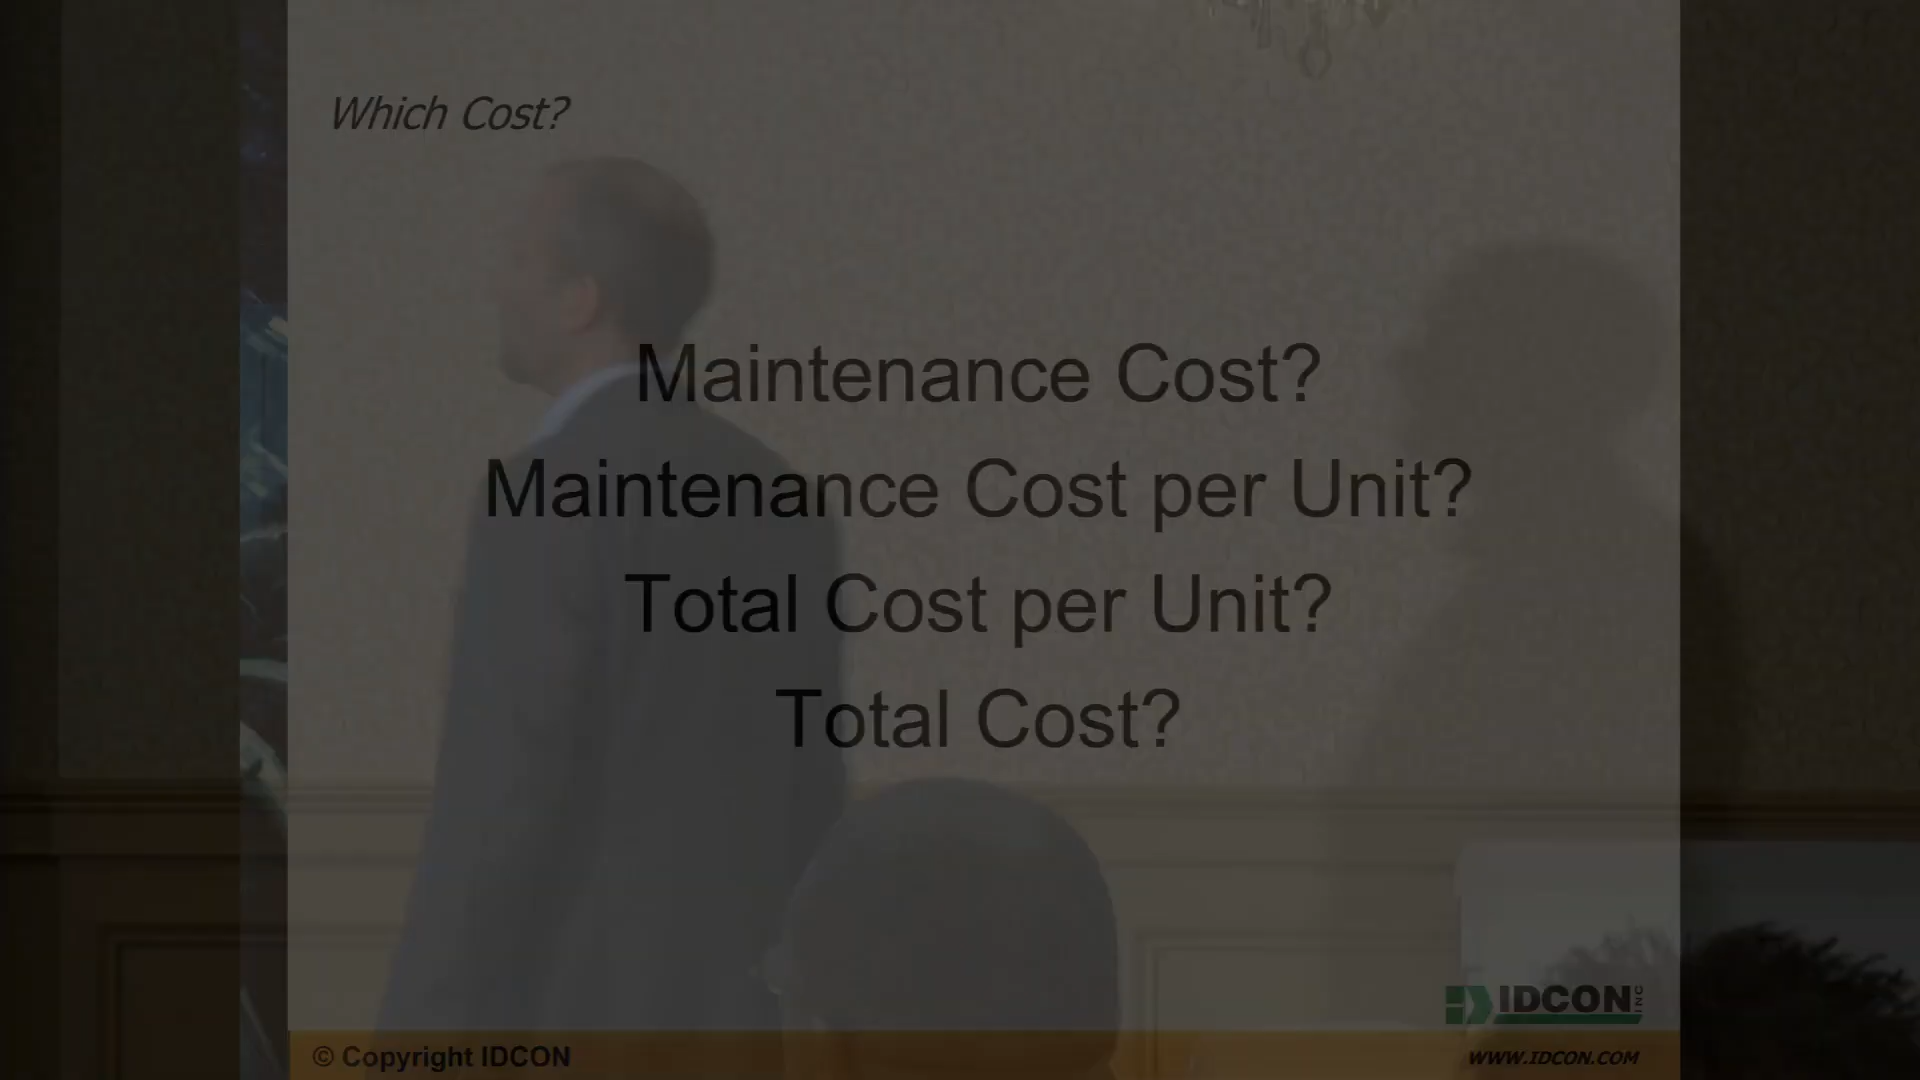 Which Cost?
Maintenance Cost?
Maintenance Cost per Unit?
Total Cost per Unit?
Total Cost?
IDCON INC
© Copyright IDCON
WWW.IDCON.COM